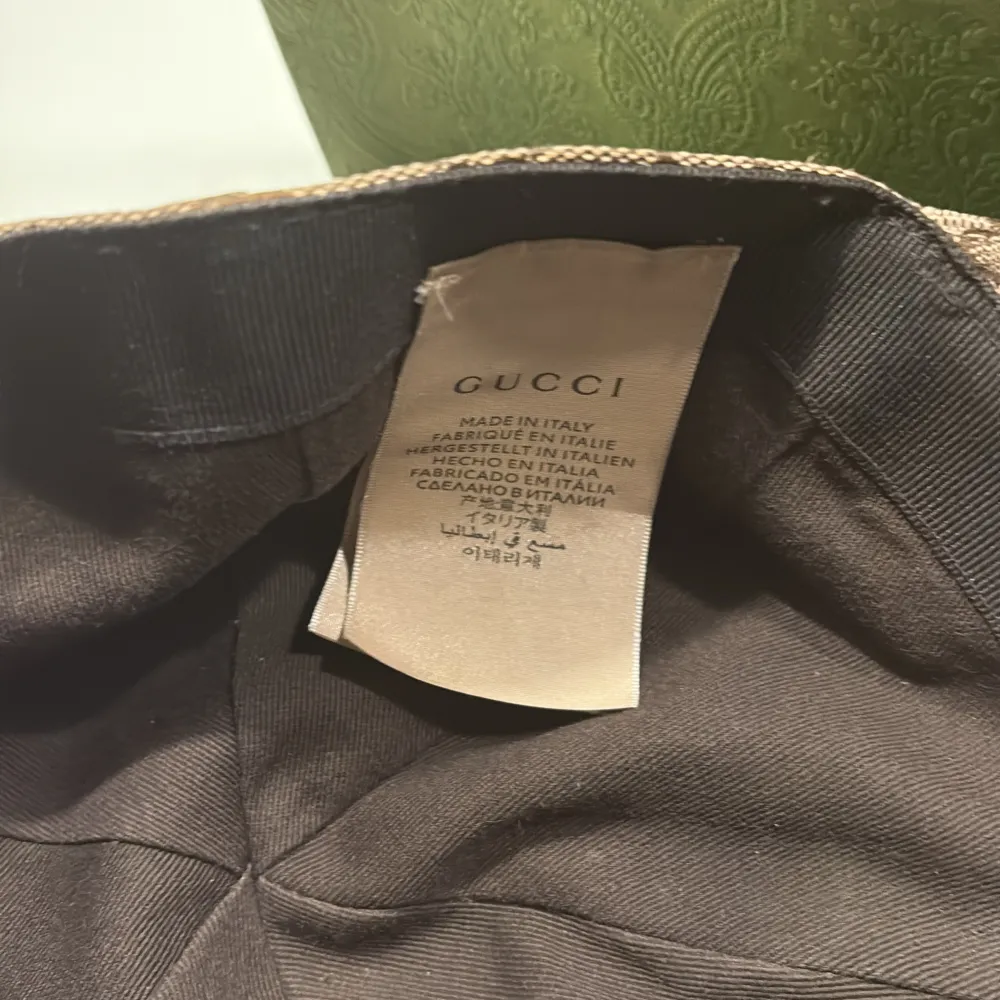 GUCCI
MADE IN ITALY
FABRIQUÉ EN ITALIE
HERGESTELLT IN ITALIEN
HECHO EN ITALIA
FABRICADO EM ITÁLIA
СДЕЛАНО В ИТАЛИИ
产地意大利
イタリア製
صنع في إيطاليا
이태리제